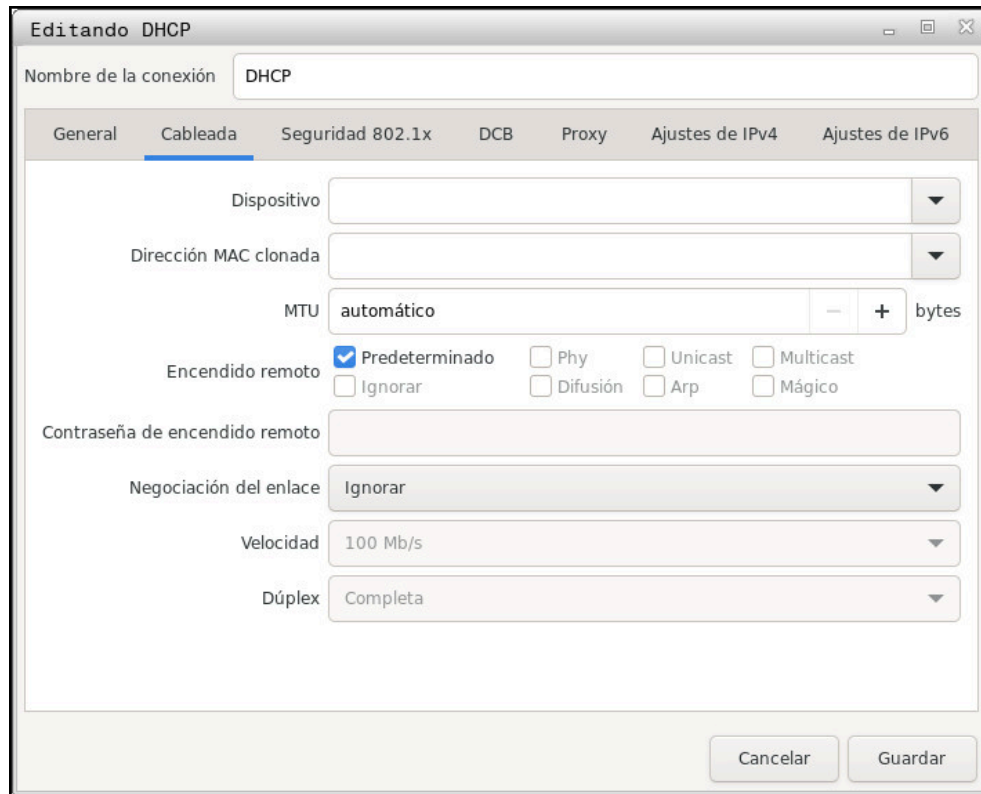 Editando DHCP
Nombre de la conexión DHCP
General Cableada Seguridad 802.1x DCB Proxy Ajustes de IPv4 Ajustes de IPv6
Dispositivo
Dirección MAC clonada
MTU automático − + bytes
Encendido remoto Predeterminado Phy Unicast Multicast
Ignorar Difusión Arp Mágico
Contraseña de encendido remoto
Negociación del enlace Ignorar
Velocidad 100 Mb/s
Dúplex Completa
Cancelar Guardar